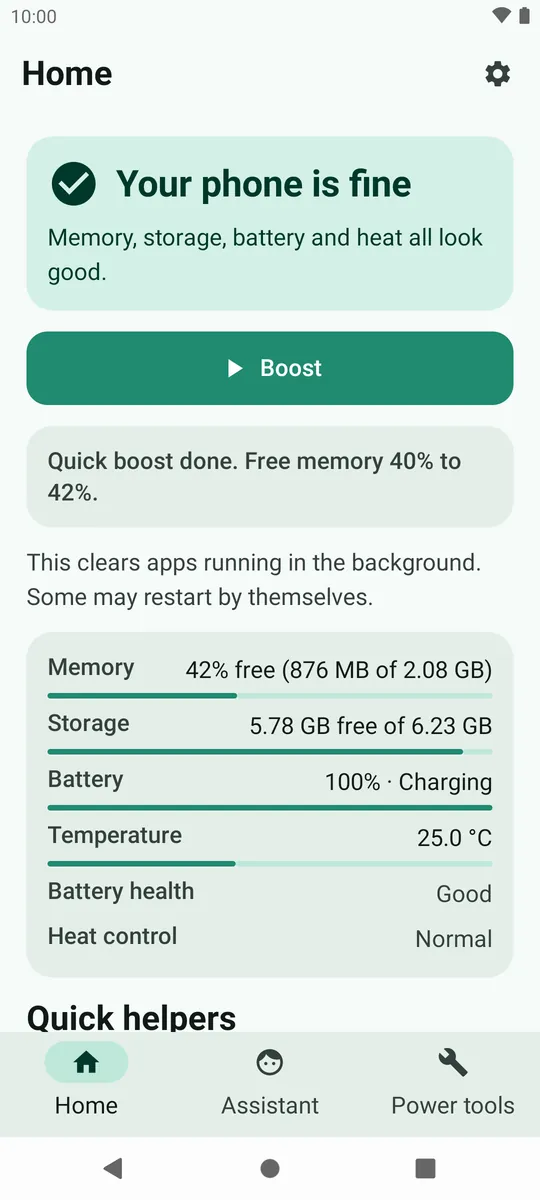 10:00
Home
Your phone is fine
Memory, storage, battery and heat all look
good.
Boost
Quick boost done. Free memory 40% to
42%.
This clears apps running in the background.
Some may restart by themselves.
Memory 42% free (876 MB of 2.08 GB)
Storage 5.78 GB free of 6.23 GB
Battery 100% · Charging
Temperature 25.0 °C
Battery health Good
Heat control Normal
Quick helpers
Home Assistant Power tools